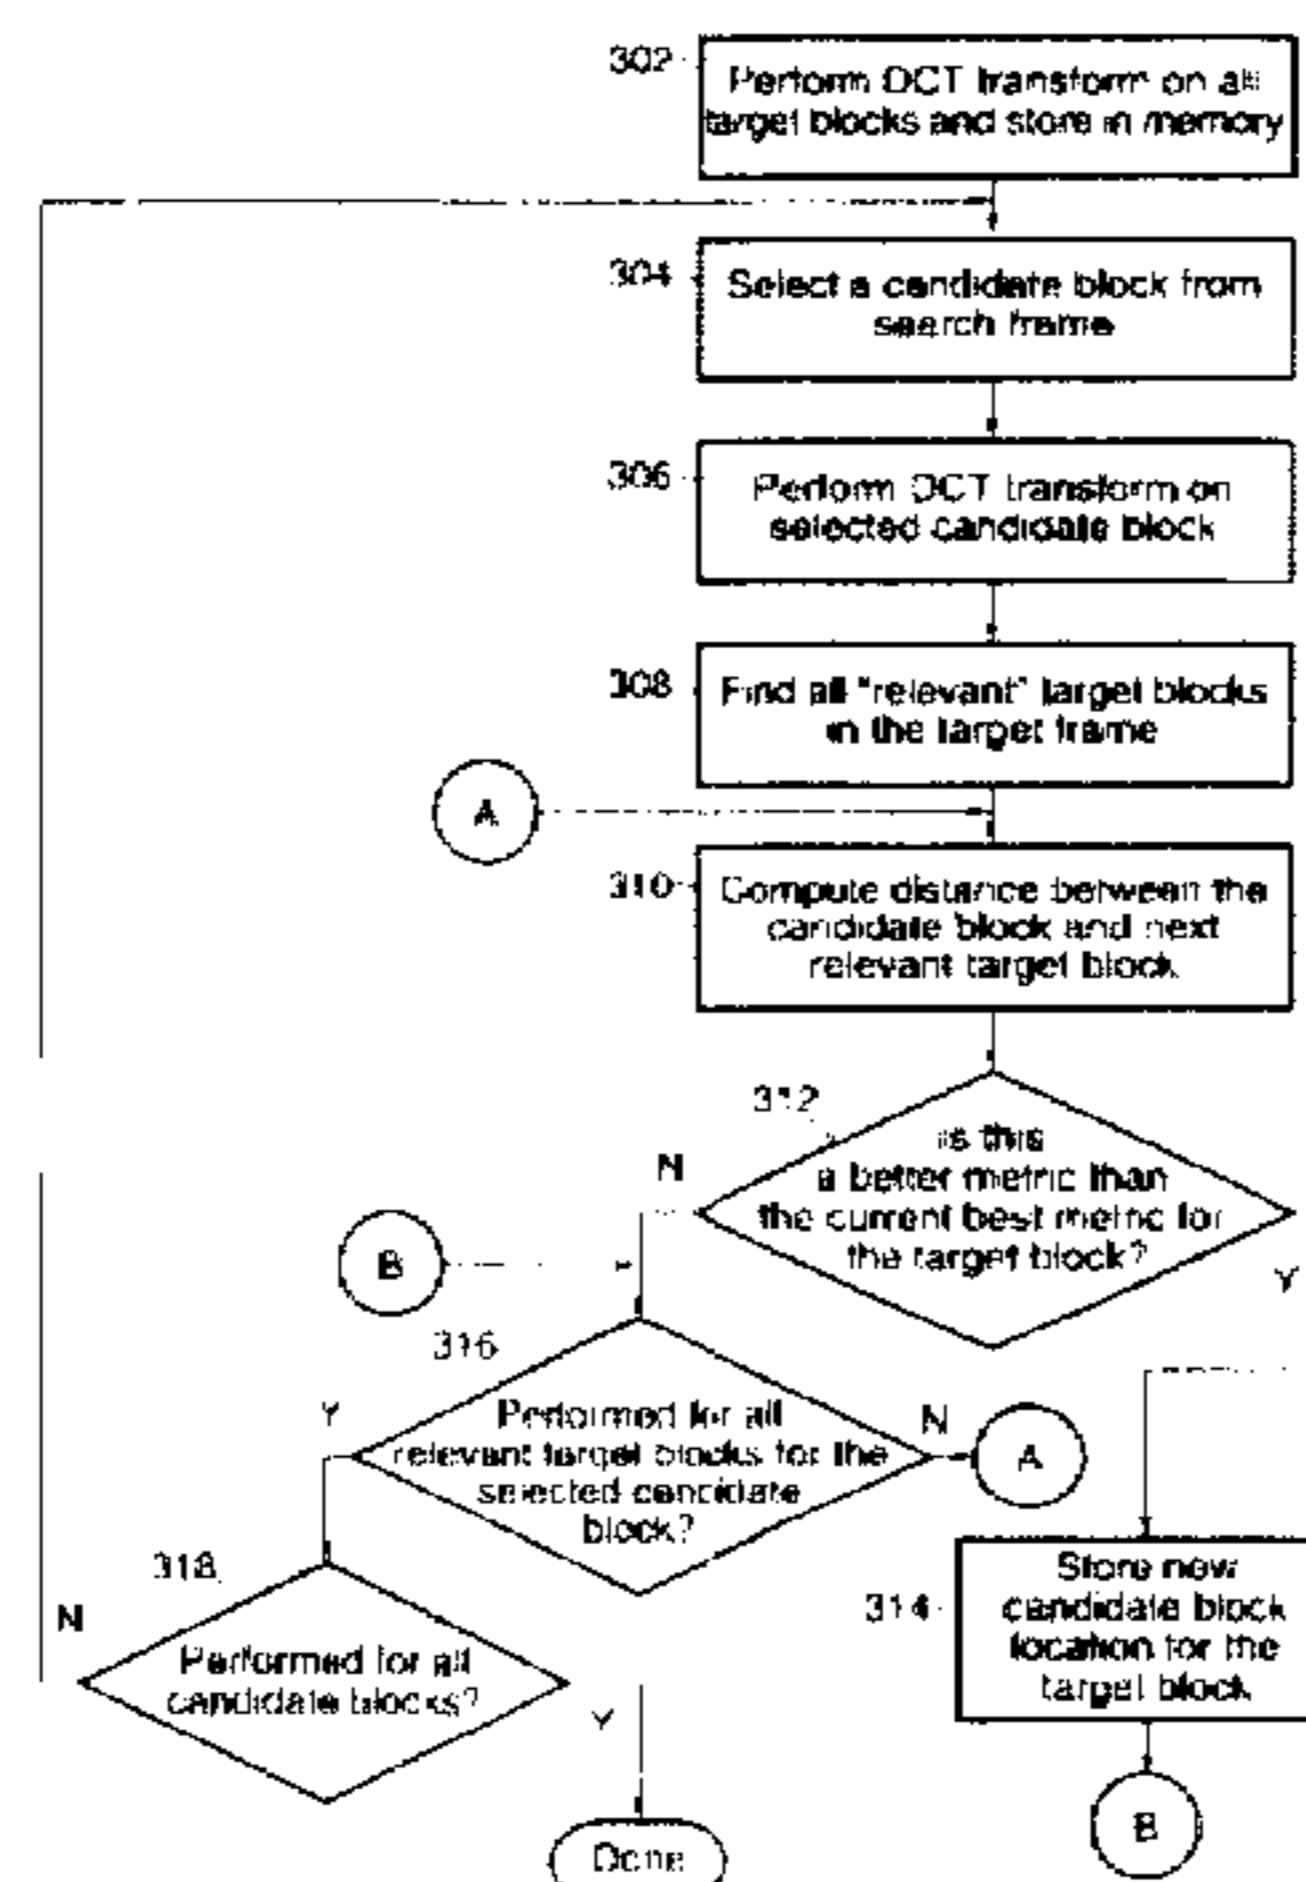 302
Perform DCT transform on all
target blocks and store in memory
304
Select a candidate block from
search frame
306
Perform DCT transform on
selected candidate block
308
Find all "relevant" target blocks
in the target frame
A
310
Compute distance between the
candidate block and next
relevant target block
312
is this
a better metric than
the current best metric for
the target block?
N
Y
B
316
Performed for all
relevant target blocks for the
selected candidate
block?
Y
N
A
318
Performed for all
candidate blocks?
N
Y
314
Store new
candidate block
location for the
target block
B
Done